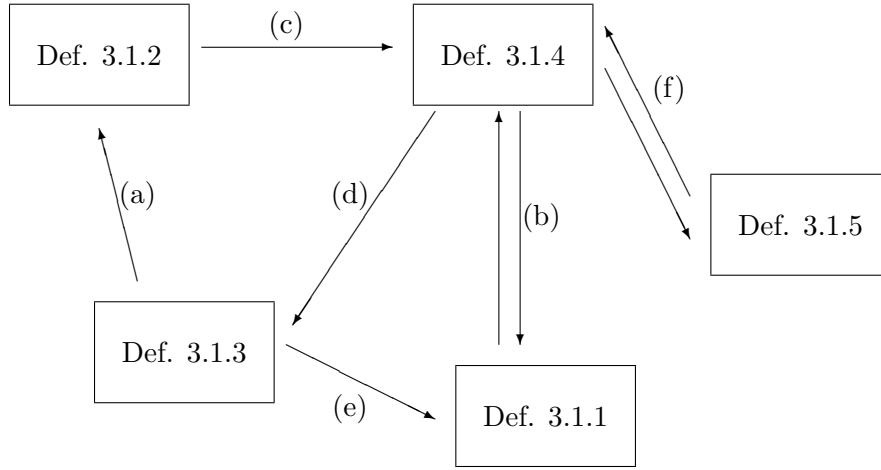 (c)
Def. 3.1.2
Def. 3.1.4
(f)
(a)
(d)
(b)
Def. 3.1.5
Def. 3.1.3
(e)
Def. 3.1.1